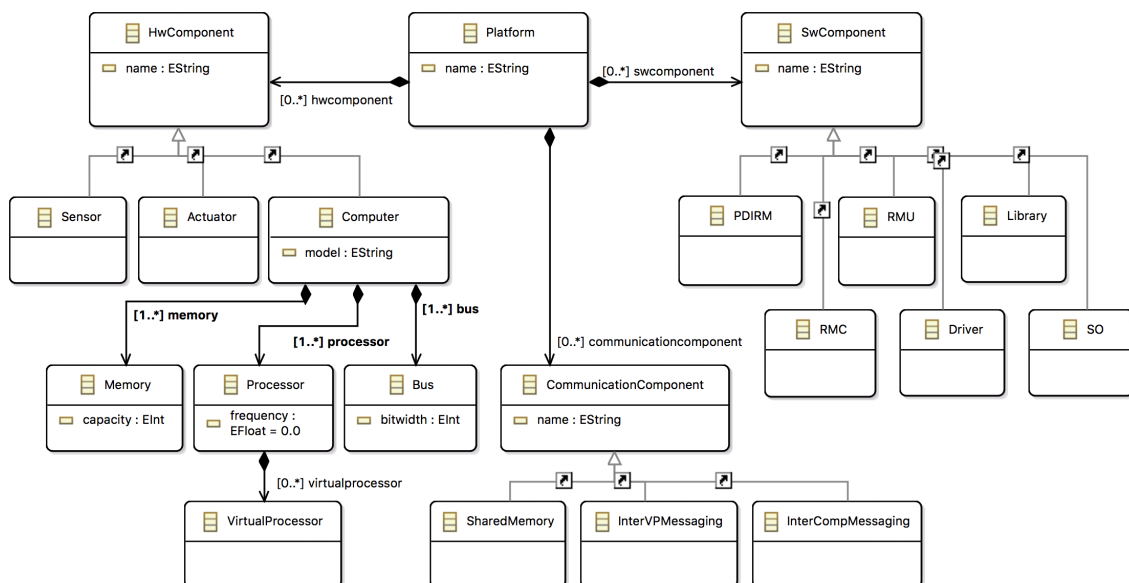 HwComponent
name : EString
Platform
name : EString
SwComponent
name : EString
[0..*] hwcomponent
[0..*] swcomponent
Sensor
Actuator
Computer
model : EString
PDIRM
RMU
Library
RMC
Driver
SO
[1..*] memory
[1..*] processor
[1..*] bus
[0..*] communicationcomponent
Memory
capacity : EInt
Processor
frequency :
EFloat = 0.0
Bus
bitwidth : EInt
CommunicationComponent
name : EString
[0..*] virtualprocessor
VirtualProcessor
SharedMemory
InterVPMessaging
InterCompMessaging